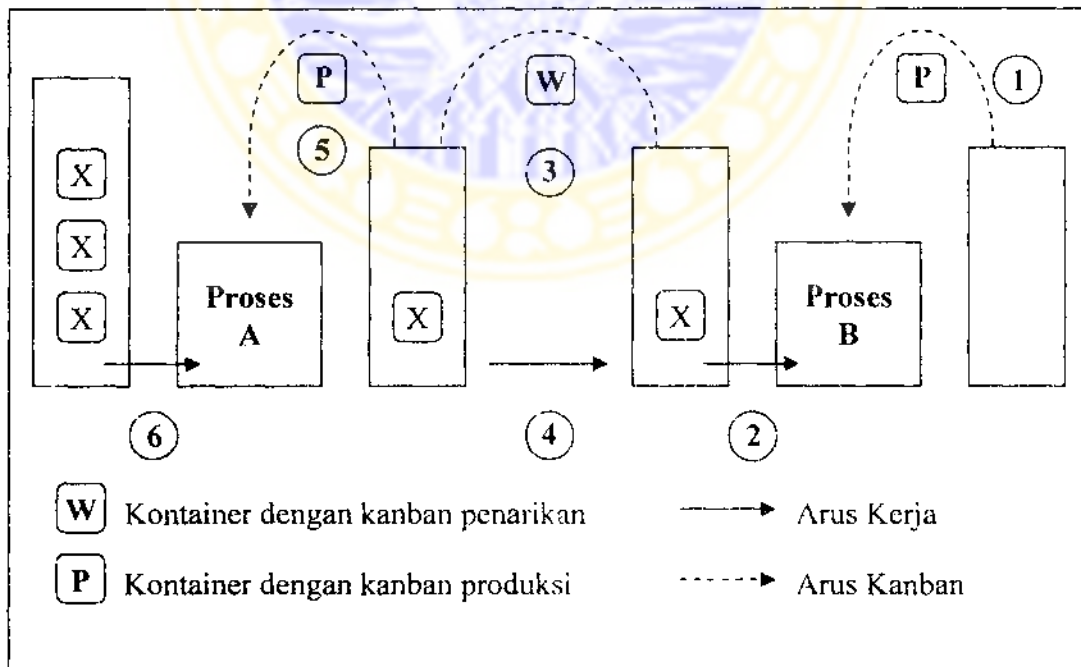 P W P 1
5 3
X X X
Proses
A
X X
Proses
B
6 4 2
W Kontainer dengan kanban penarikan Arus Kerja
P Kontainer dengan kanban produksi Arus Kanban